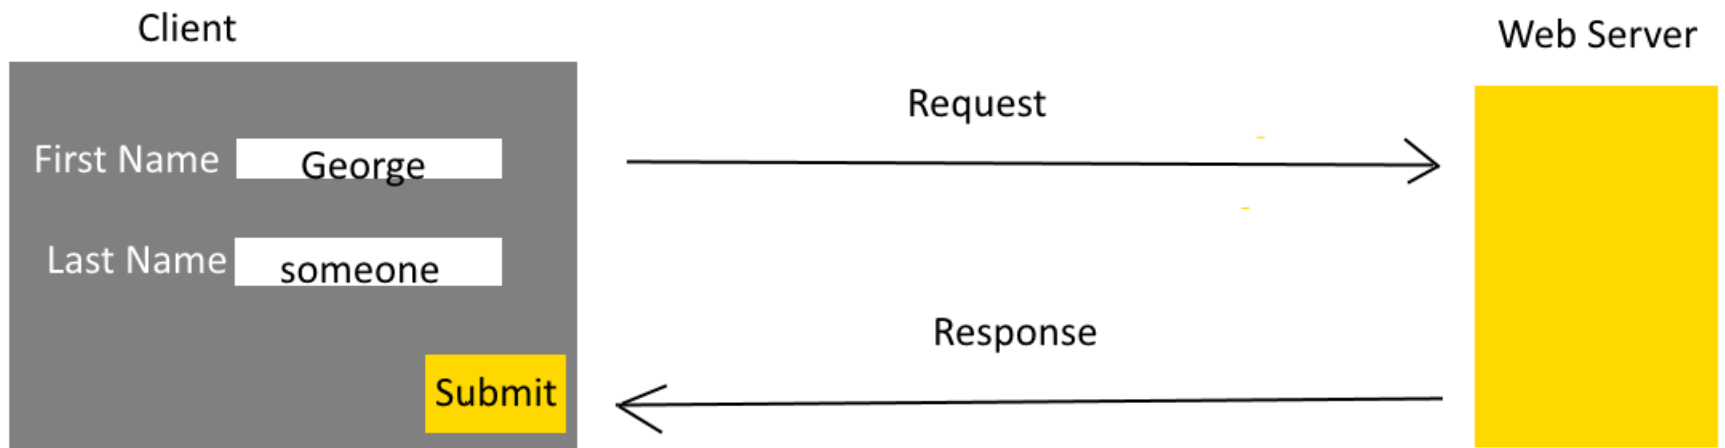 Client
Web Server
Request
First Name George
Last Name someone
Response
Submit